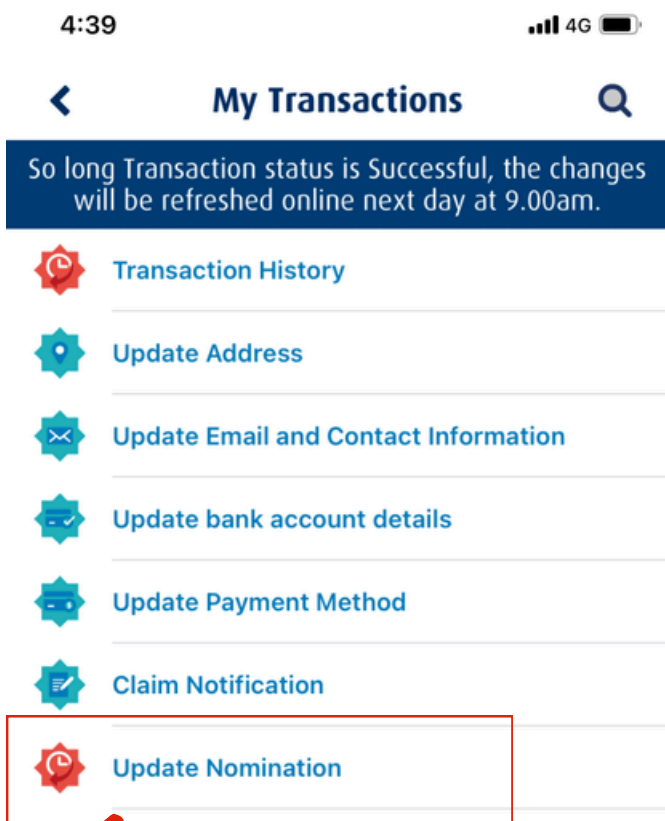 4:39
4G
My Transactions
So long Transaction status is Successful, the changes
will be refreshed online next day at 9.00am.
Transaction History
Update Address
Update Email and Contact Information
Update bank account details
Update Payment Method
Claim Notification
Update Nomination